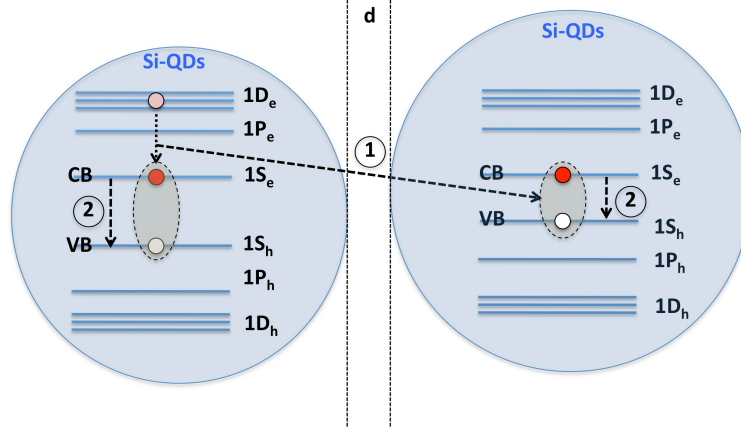 d
Si-QDs
1De
1Pe
CB
1Se
2
VB
1Sh
1Ph
1Dh
1
Si-QDs
1De
1Pe
CB
1Se
2
VB
1Sh
1Ph
1Dh